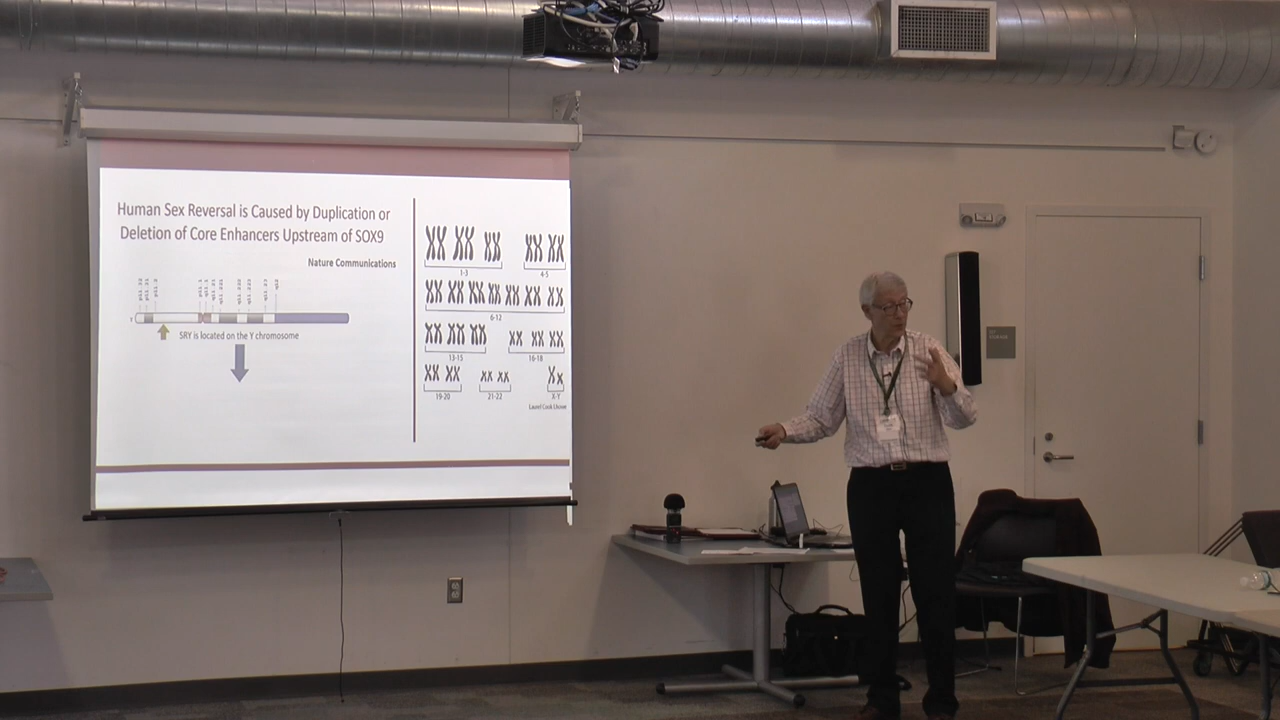 Human Sex Reversal is Caused by Duplication or
Deletion of Core Enhancers Upstream of SOX9
Nature Communications
SRY is located on the Y chromosome
1-3
4-5
6-12
13-15
16-18
19-20
21-22
X-Y